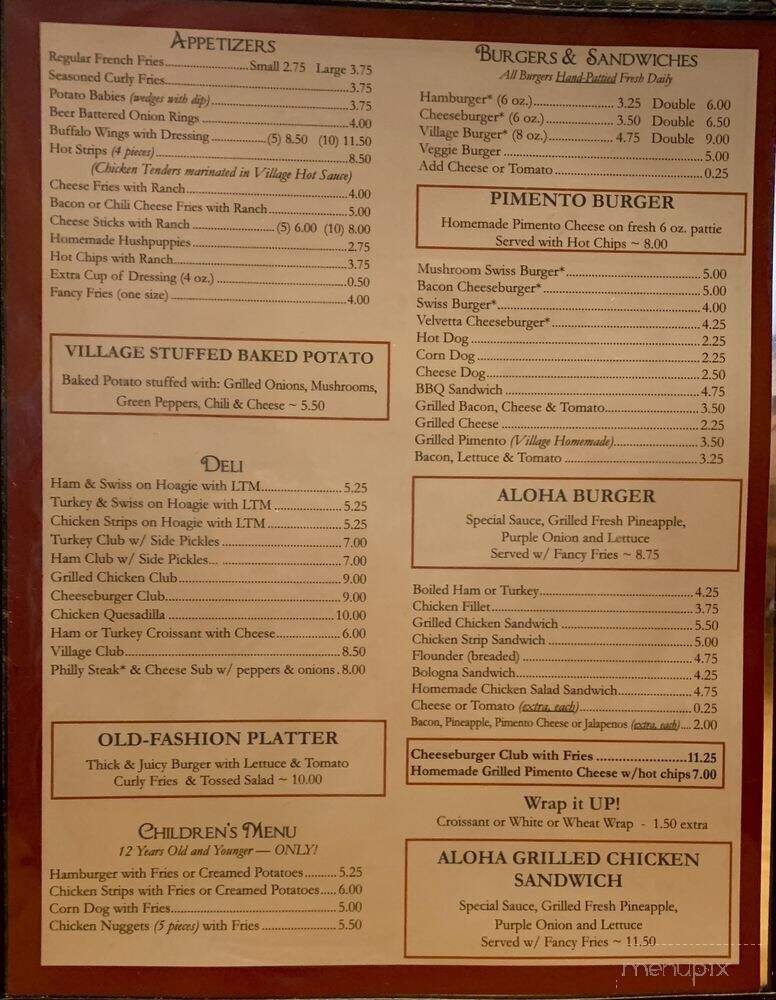 APPETIZERS
Regular French Fries..........Small 2.75 Large 3.75
Seasoned Curly Fries..........3.75
Potato Babies (wedges with dip)..........3.75
Beer Battered Onion Rings..........4.00
Buffalo Wings with Dressing..........(5) 8.50 (10) 11.50
Hot Strips (4 pieces)..........8.50
(Chicken Tenders marinated in Village Hot Sauce)
Cheese Fries with Ranch..........4.00
Bacon or Chili Cheese Fries with Ranch..........5.00
Cheese Sticks with Ranch..........(5) 6.00 (10) 8.00
Homemade Hushpuppies..........2.75
Hot Chips with Ranch..........3.75
Extra Cup of Dressing (4 oz.)..........0.50
Fancy Fries (one size)..........4.00
VILLAGE STUFFED BAKED POTATO
Baked Potato stuffed with: Grilled Onions, Mushrooms,
Green Peppers, Chili & Cheese ~ 5.50
DELI
Ham & Swiss on Hoagie with LTM..........5.25
Turkey & Swiss on Hoagie with LTM..........5.25
Chicken Strips on Hoagie with LTM..........5.25
Turkey Club w/ Side Pickles..........7.00
Ham Club w/ Side Pickles..........7.00
Grilled Chicken Club..........9.00
Cheeseburger Club..........9.00
Chicken Quesadilla..........10.00
Ham or Turkey Croissant with Cheese..........6.00
Village Club..........8.50
Philly Steak* & Cheese Sub w/ peppers & onions.8.00
OLD-FASHION PLATTER
Thick & Juicy Burger with Lettuce & Tomato
Curly Fries & Tossed Salad ~ 10.00
CHILDREN'S MENU
12 Years Old and Younger — ONLY!
Hamburger with Fries or Creamed Potatoes..........5.25
Chicken Strips with Fries or Creamed Potatoes.....6.00
Corn Dog with Fries..........5.00
Chicken Nuggets (5 pieces) with Fries..........5.50
BURGERS & SANDWICHES
All Burgers Hand-Pattied Fresh Daily
Hamburger* (6 oz.)..........3.25 Double 6.00
Cheeseburger* (6 oz.)..........3.50 Double 6.50
Village Burger* (8 oz.)..........4.75 Double 9.00
Veggie Burger..........5.00
Add Cheese or Tomato..........0.25
PIMENTO BURGER
Homemade Pimento Cheese on fresh 6 oz. pattie
Served with Hot Chips ~ 8.00
Mushroom Swiss Burger*..........5.00
Bacon Cheeseburger*..........5.00
Swiss Burger*..........4.00
Velvetta Cheeseburger*..........4.25
Hot Dog..........2.25
Corn Dog..........2.25
Cheese Dog..........2.50
BBQ Sandwich..........4.75
Grilled Bacon, Cheese & Tomato..........3.50
Grilled Cheese..........2.25
Grilled Pimento (Village Homemade)..........3.50
Bacon, Lettuce & Tomato..........3.25
ALOHA BURGER
Special Sauce, Grilled Fresh Pineapple,
Purple Onion and Lettuce
Served w/ Fancy Fries ~ 8.75
Boiled Ham or Turkey..........4.25
Chicken Fillet..........3.75
Grilled Chicken Sandwich..........5.50
Chicken Strip Sandwich..........5.00
Flounder (breaded)..........4.75
Bologna Sandwich..........4.25
Homemade Chicken Salad Sandwich..........4.75
Cheese or Tomato (extra, each)..........0.25
Bacon, Pineapple, Pimento Cheese or Jalapenos (extra, each)....2.00
Cheeseburger Club with Fries..........11.25
Homemade Grilled Pimento Cheese w/hot chips 7.00
Wrap it UP!
Croissant or White or Wheat Wrap - 1.50 extra
ALOHA GRILLED CHICKEN
SANDWICH
Special Sauce, Grilled Fresh Pineapple,
Purple Onion and Lettuce
Served w/ Fancy Fries ~ 11.50
menupix